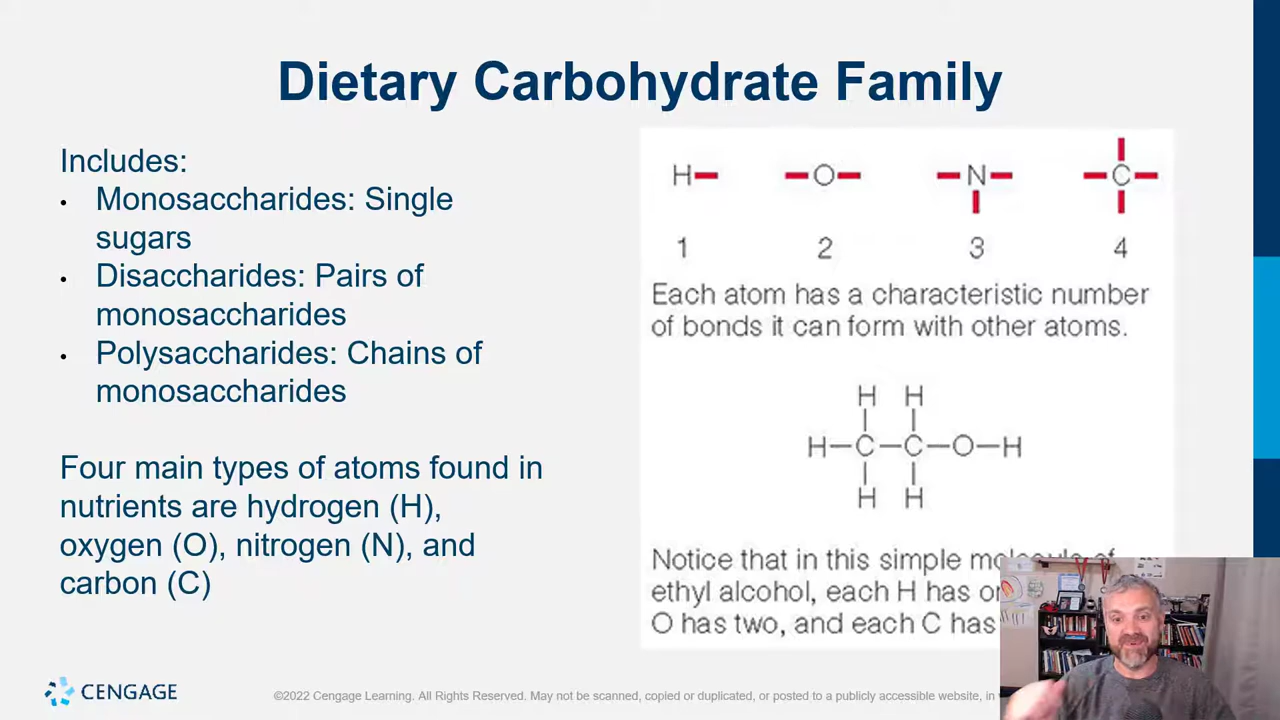 Dietary Carbohydrate Family
Includes:
• Monosaccharides: Single
sugars
• Disaccharides: Pairs of
monosaccharides
• Polysaccharides: Chains of
monosaccharides
Four main types of atoms found in
nutrients are hydrogen (H),
oxygen (O), nitrogen (N), and
carbon (C)
H O N C
1 2 3 4
Each atom has a characteristic number
of bonds it can form with other atoms.
H H
H—C—C—O—H
H H
Notice that in this simple molecule of
ethyl alcohol, each H has
O has two, and each C has
CENGAGE
©2022 Cengage Learning. All Rights Reserved. May not be scanned, copied or duplicated, or posted to a publicly accessible website, in